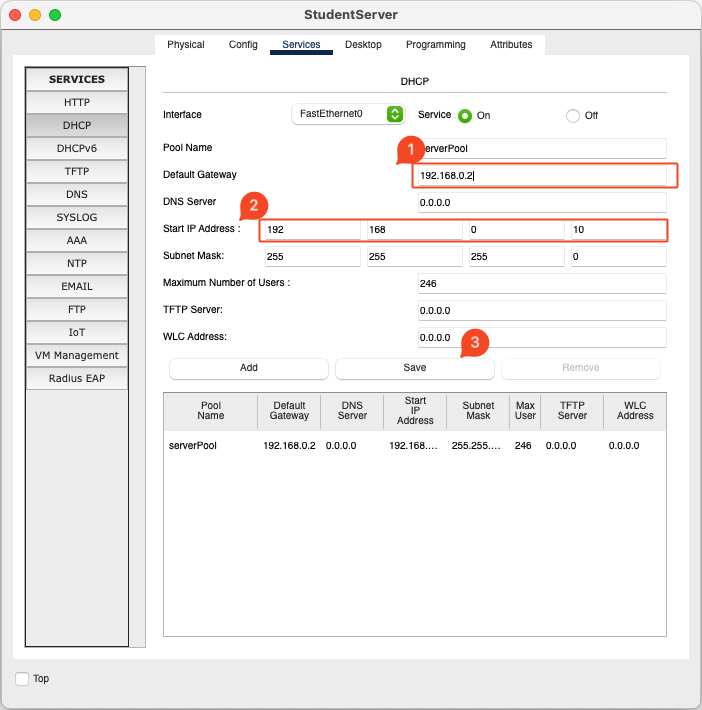 StudentServer
Physical Config Services Desktop Programming Attributes
SERVICES
HTTP
DHCP
DHCPv6
TFTP
DNS
SYSLOG
AAA
NTP
EMAIL
FTP
IoT
VM Management
Radius EAP
DHCP
Interface FastEthernet0 Service On Off
1
Pool Name erverPool
Default Gateway 192.168.0.2
DNS Server 0.0.0.0
2
Start IP Address : 192 168 0 10
Subnet Mask: 255 255 255 0
Maximum Number of Users : 246
TFTP Server: 0.0.0.0
WLC Address: 0.0.0.0
3
Add Save Remove
Pool Name Default Gateway DNS Server Start IP Address Subnet Mask Max User TFTP Server WLC Address
serverPool 192.168.0.2 0.0.0.0 192.168.... 255.255.... 246 0.0.0.0 0.0.0.0
Top